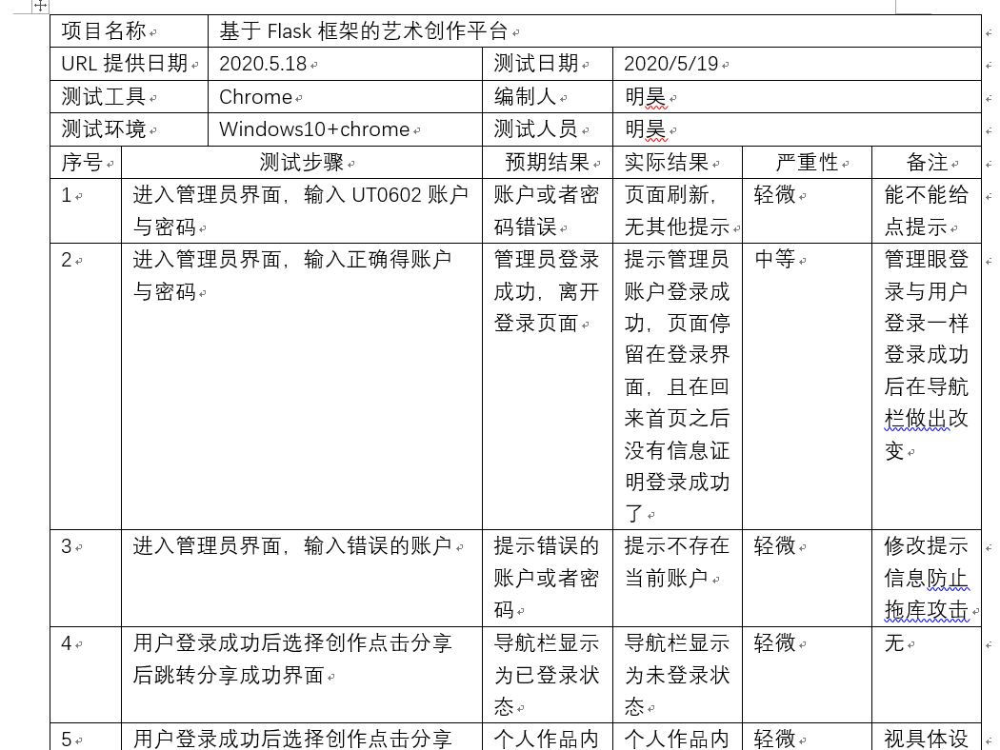 项目名称 基于 Flask 框架的艺术创作平台
URL 提供日期 2020.5.18 测试日期 2020/5/19
测试工具 Chrome 编制人 明昊
测试环境 Windows10+chrome 测试人员 明昊
序号 测试步骤 预期结果 实际结果 严重性 备注
1
进入管理员界面，输入 UT0602 账户
与密码
账户或者密
码错误
页面刷新，
无其他提示
轻微
能不能给
点提示
2
进入管理员界面，输入正确得账户
与密码
管理员登录
成功，离开
登录页面
提示管理员
账户登录成
功，页面停
留在登录界
面，且在回
来首页之后
没有信息证
明登录成功
了
中等
管理眼登
录与用户
登录一样
登录成功
后在导航
栏做出改
变
3
进入管理员界面，输入错误的账户
提示错误的
账户或者密
码
提示不存在
当前账户
轻微
修改提示
信息防止
拖库攻击
4
用户登录成功后选择创作点击分享
后跳转分享成功界面
导航栏显示
为已登录状
态
导航栏显示
为未登录状
态
轻微
无
5
用户登录成功后选择创作点击分享
个人作品内
个人作品内
轻微
视具体设